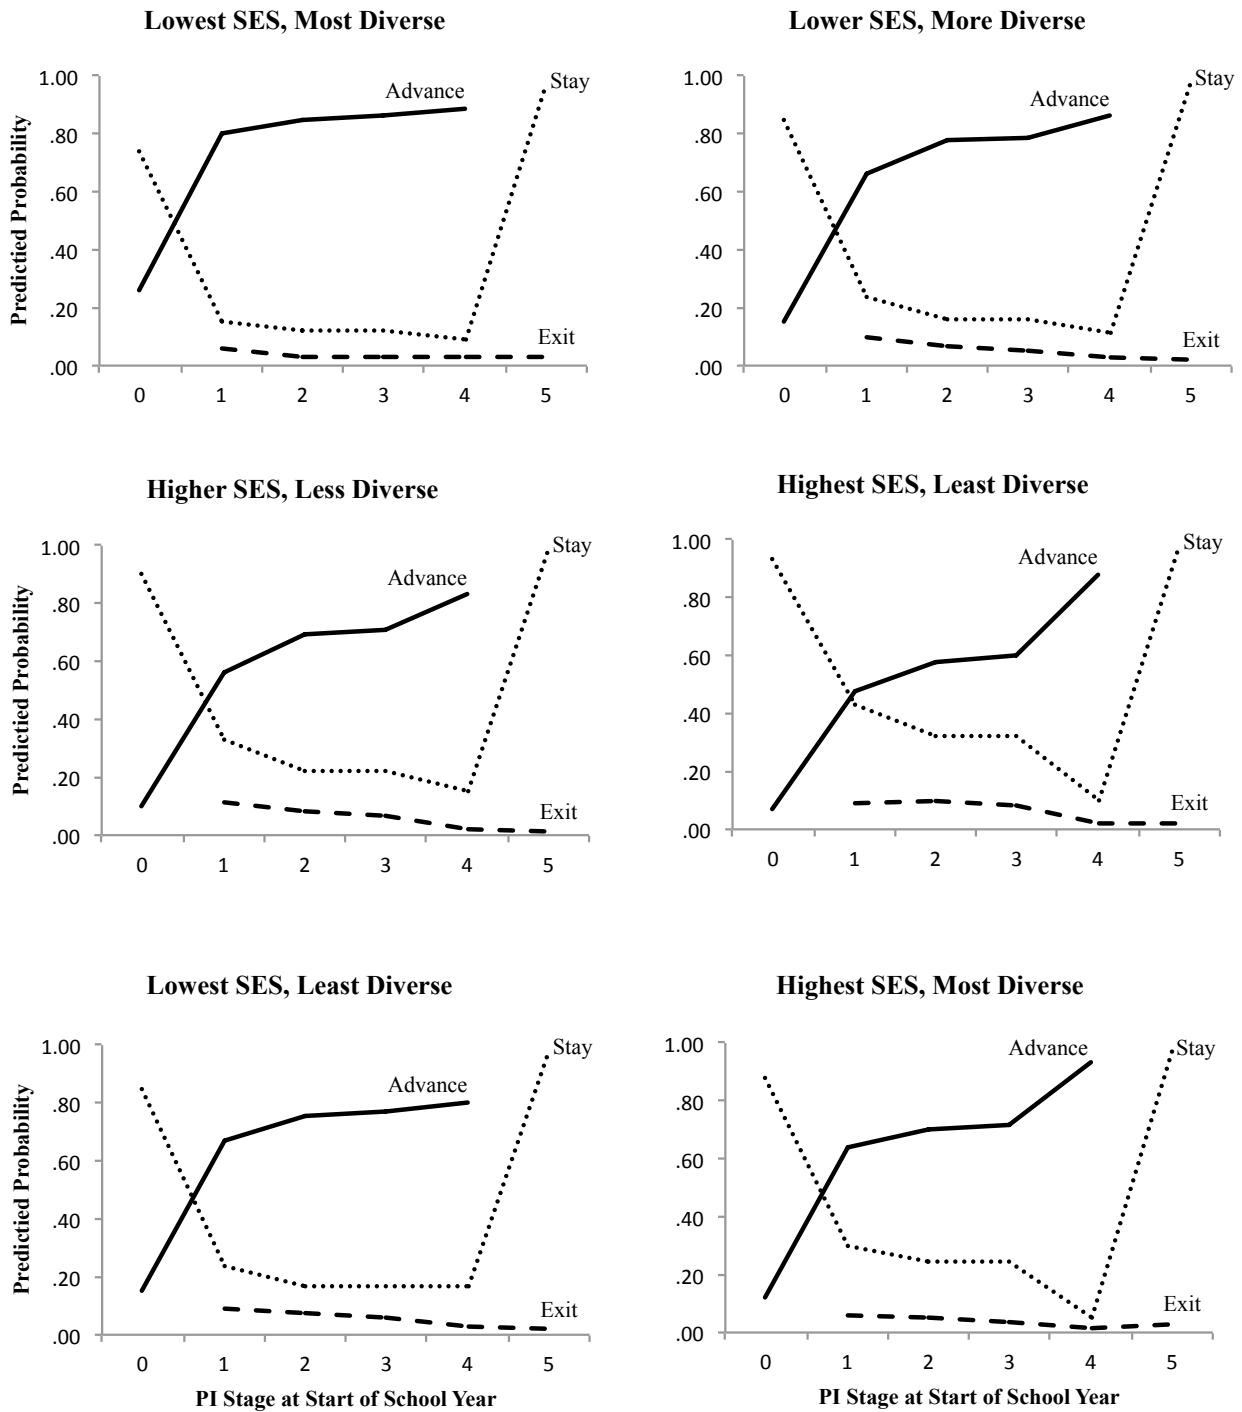 Lowest SES, Most Diverse
Predictied Probability
1.00
.80
.60
.40
.20
.00
Advance
Stay
Exit
0 1 2 3 4 5
Lower SES, More Diverse
1.00
.80
.60
.40
.20
.00
Advance
Stay
Exit
0 1 2 3 4 5
Higher SES, Less Diverse
Predictied Probability
1.00
.80
.60
.40
.20
.00
Advance
Stay
Exit
0 1 2 3 4 5
Highest SES, Least Diverse
1.00
.80
.60
.40
.20
.00
Advance
Stay
Exit
0 1 2 3 4 5
Lowest SES, Least Diverse
Predictied Probability
1.00
.80
.60
.40
.20
.00
Advance
Stay
Exit
0 1 2 3 4 5
PI Stage at Start of School Year
Highest SES, Most Diverse
1.00
.80
.60
.40
.20
.00
Advance
Stay
Exit
0 1 2 3 4 5
PI Stage at Start of School Year